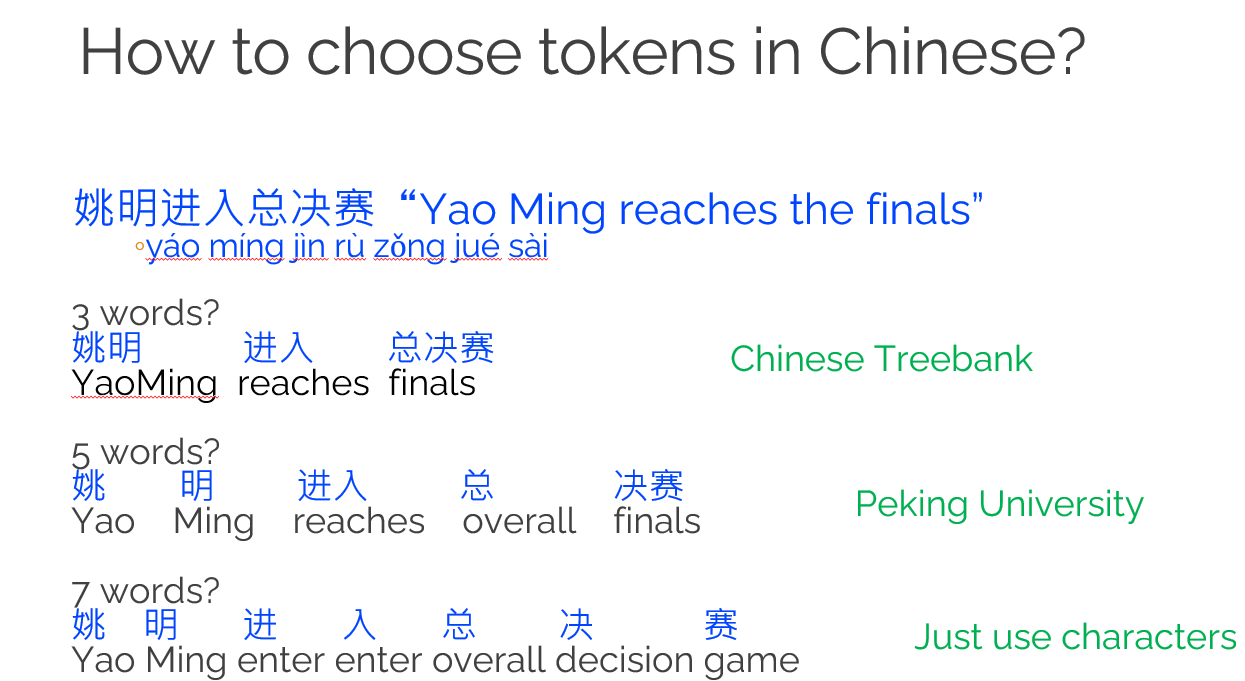 How to choose tokens in Chinese?
姚明进入总决赛 “Yao Ming reaches the finals”
◦yáo míng jìn rù zǒng jué sài
3 words?
姚明 进入 总决赛
YaoMing reaches finals
Chinese Treebank
5 words?
姚 明 进入 总 决赛
Yao Ming reaches overall finals
Peking University
7 words?
姚 明 进 入 总 决 赛
Yao Ming enter enter overall decision game
Just use characters